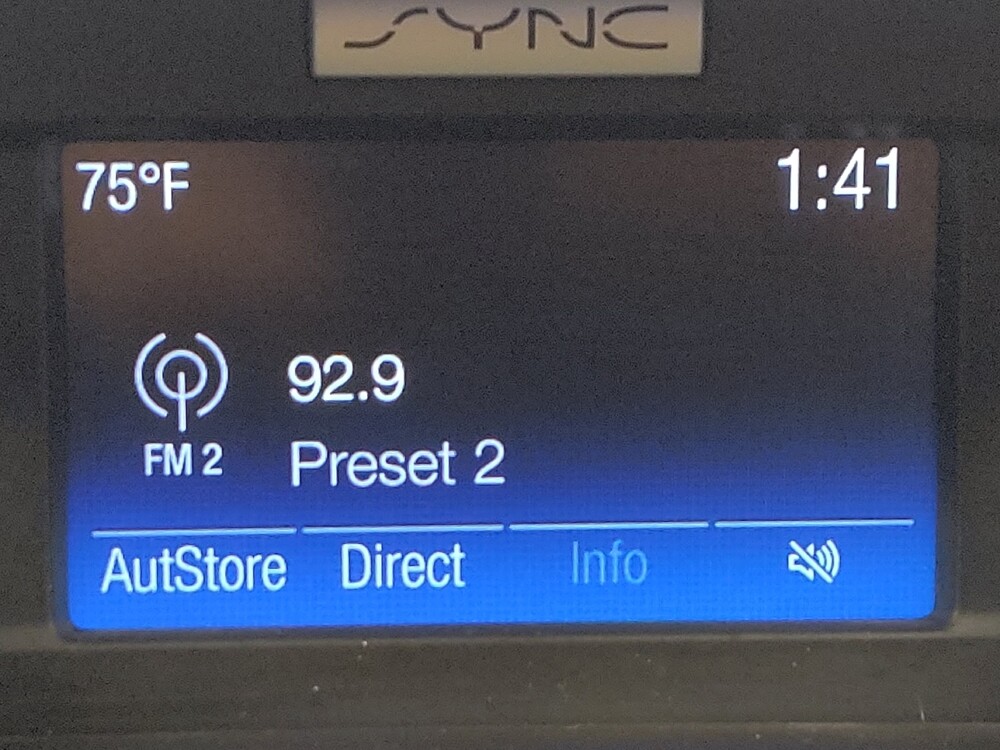 SYNC
75°F 1:41
92.9
FM 2 Preset 2
AutStore Direct Info